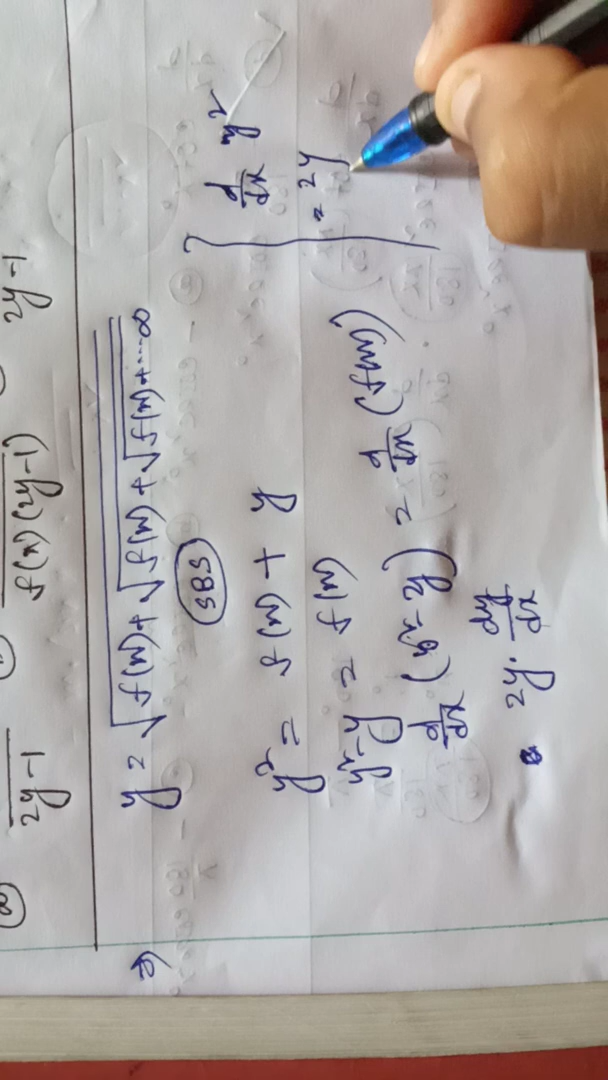 (a) 2y-1 f(x)(2y-1) 2y-1
⇒) y = √f(x)+√f(x)+√f(x)+√f(x)+...∞
SBS
y² = f(x) + y
y²-y = f(x)
d/dx (y²-y) = d/dx (f(x))
2y. dy/dx
d/dx y²
= 2y